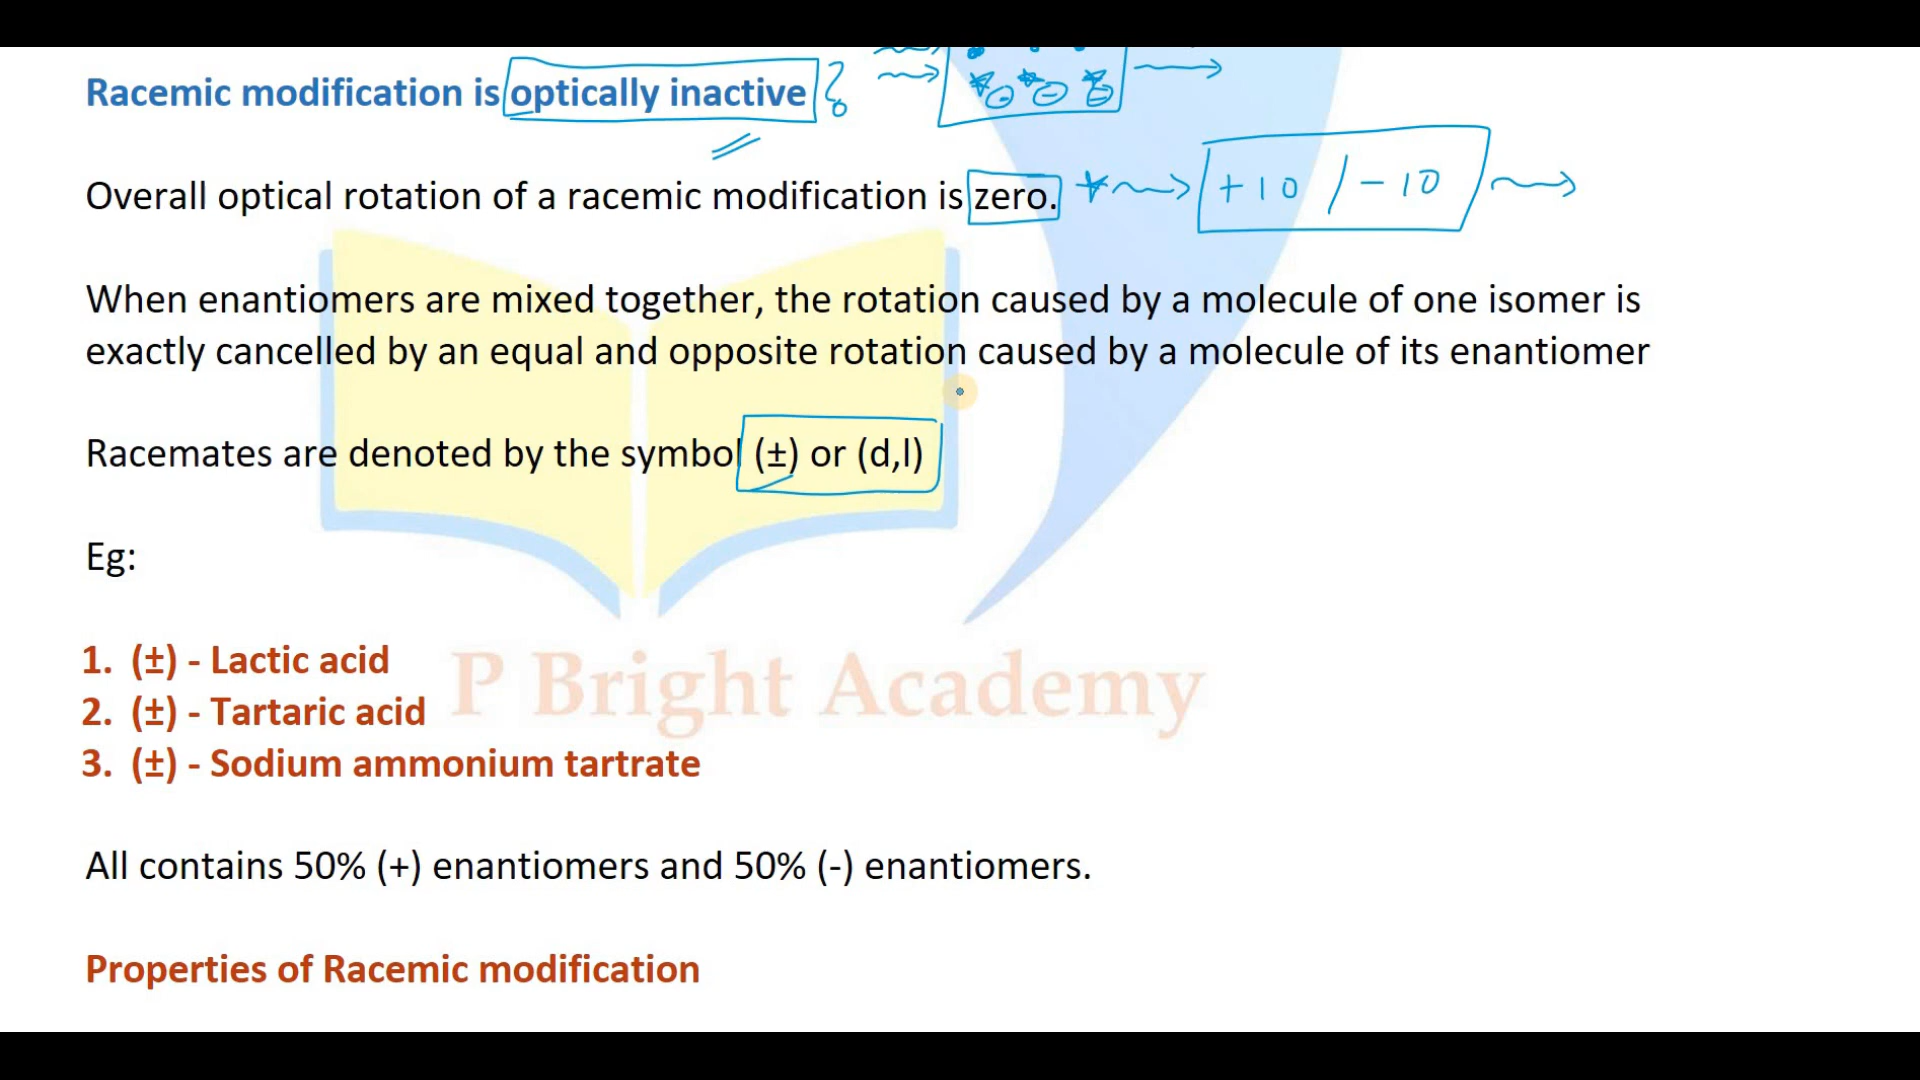 Racemic modification is optically inactive ?
Overall optical rotation of a racemic modification is zero. +10 / -10
When enantiomers are mixed together, the rotation caused by a molecule of one isomer is
exactly cancelled by an equal and opposite rotation caused by a molecule of its enantiomer
Racemates are denoted by the symbol (±) or (d,l)
Eg:
1. (±) - Lactic acid
2. (±) - Tartaric acid
3. (±) - Sodium ammonium tartrate
P Bright Academy
All contains 50% (+) enantiomers and 50% (-) enantiomers.
Properties of Racemic modification